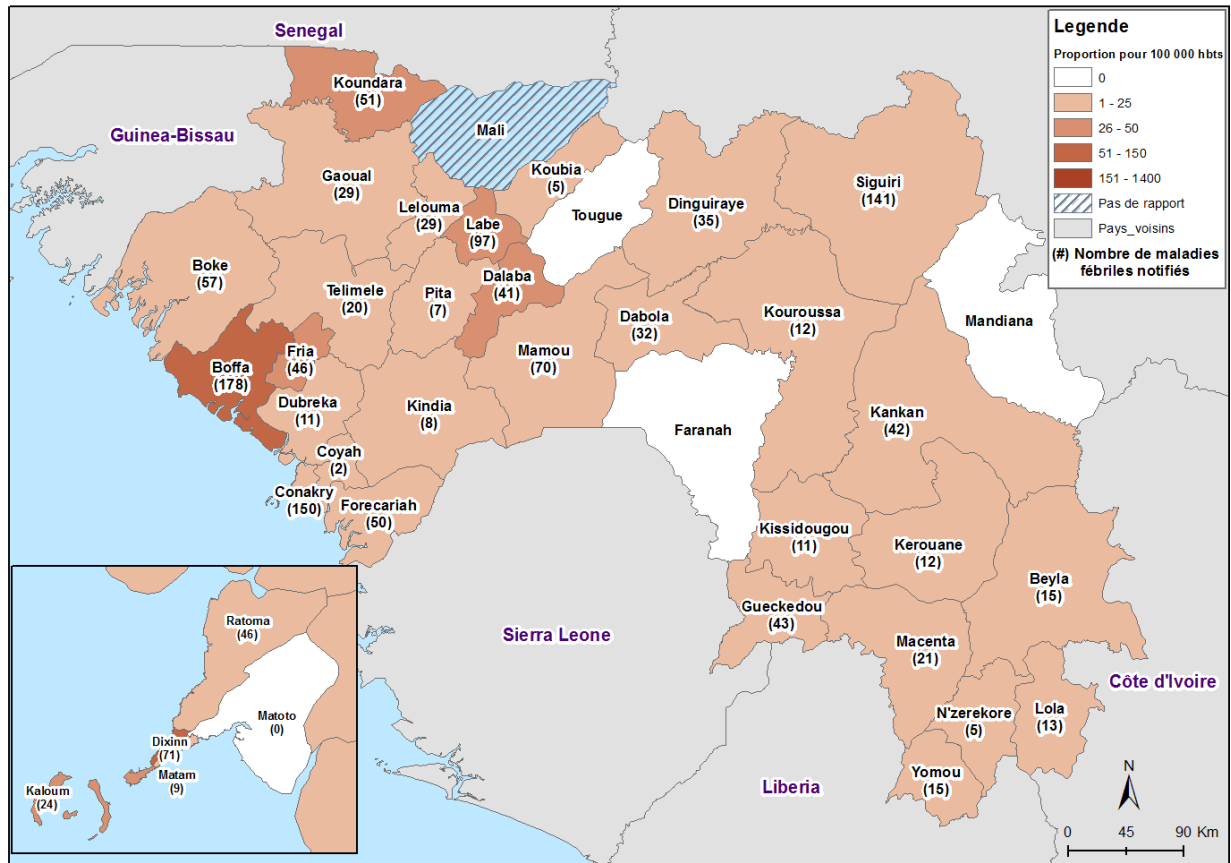 Senegal
Legende
Proportion pour 100 000 hbts
0
1 - 25
26 - 50
51 - 150
151 - 1400
Pas de rapport
Pays_voisins
(#) Nombre de maladies
fébriles notifiés
Koundara
(51)
Guinea-Bissau
Mali
Gaoual
(29)
Koubia
(5)
Siguiri
(141)
Lelouma
(29)
Tougue
Dinguiraye
(35)
Labe
(97)
Boke
(57)
Telimele
(20)
Pita
(7)
Dalaba
(41)
Dabola
(32)
Kouroussa
(12)
Mandiana
Boffa
(178)
Fria
(46)
Mamou
(70)
Dubreka
(11)
Kindia
(8)
Faranah
Kankan
(42)
Coyah
(2)
Conakry
(150)
Forecariah
(50)
Kissidougou
(11)
Kerouane
(12)
Beyla
(15)
Gueckedou
(43)
Sierra Leone
Macenta
(21)
Côte d'Ivoire
N'zerekore
(5)
Lola
(13)
Yomou
(15)
Liberia
Ratoma
(46)
Matoto
(0)
Dixinn
(71)
Matam
(9)
Kaloum
(24)
N
0 45 90 Km